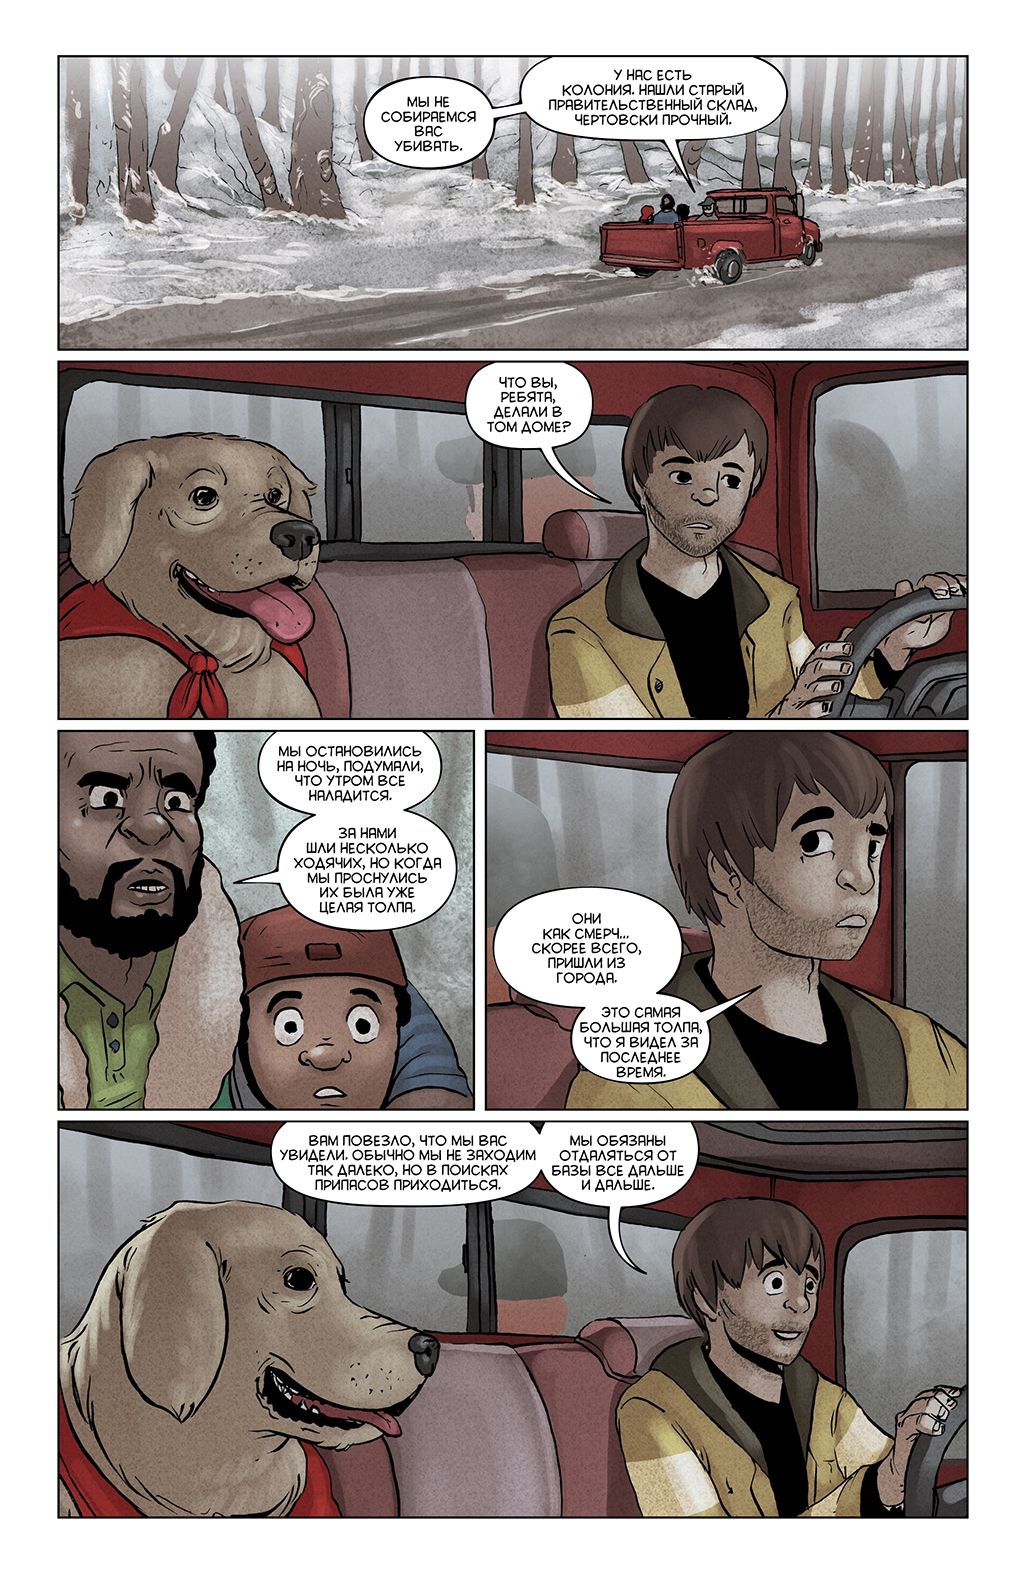 МЫ НЕ
СОБИРАЕМСЯ
ВАС
УБИВАТЬ.
У НАС ЕСТЬ
КОЛОНИЯ. НАШЛИ СТАРЫЙ
ПРАВИТЕЛЬСТВЕННЫЙ СКЛАД,
ЧЕРТОВСКИ ПРОЧНЫЙ.
ЧТО ВЫ,
РЕБЯТА,
ДЕЛАЛИ В
ТОМ ДОМЕ?
МЫ ОСТАНОВИЛИСЬ
НА НОЧЬ, ПОДУМАЛИ,
ЧТО УТРОМ ВСЕ
НАЛАДИТСЯ.
ЗА НАМИ
ШЛИ НЕСКОЛЬКО
ХОДЯЧИХ, НО КОГДА
МЫ ПРОСНУЛИСЬ
ИХ БЫЛА УЖЕ
ЦЕЛАЯ ТОЛПА.
ОНИ
КАК СМЕРЧ...
СКОРЕЕ ВСЕГО,
ПРИШЛИ ИЗ
ГОРОДА.
ЭТО САМАЯ
БОЛЬШАЯ ТОЛПА,
ЧТО Я ВИДЕЛ ЗА
ПОСЛЕДНЕЕ
ВРЕМЯ.
ВАМ ПОВЕЗЛО, ЧТО МЫ ВАС
УВИДЕЛИ. ОБЫЧНО МЫ НЕ ЗАХОДИМ
ТАК ДАЛЕКО, НО В ПОИСКАХ
ПРИПАСОВ ПРИХОДИТЬСЯ.
МЫ ОБЯЗАНЫ
ОТДАЛЯТЬСЯ ОТ
БАЗЫ ВСЕ ДАЛЬШЕ
И ДАЛЬШЕ.